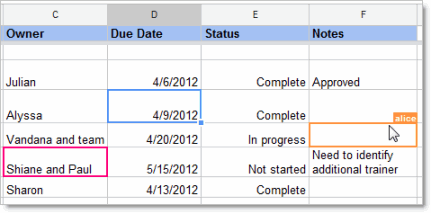 C D E F
Owner Due Date Status Notes
Julian 4/6/2012 Complete Approved
Alyssa 4/9/2012 Complete
alice
Vandana and team 4/20/2012 In progress
Shiane and Paul 5/15/2012 Not started Need to identify
additional trainer
Sharon 4/13/2012 Complete